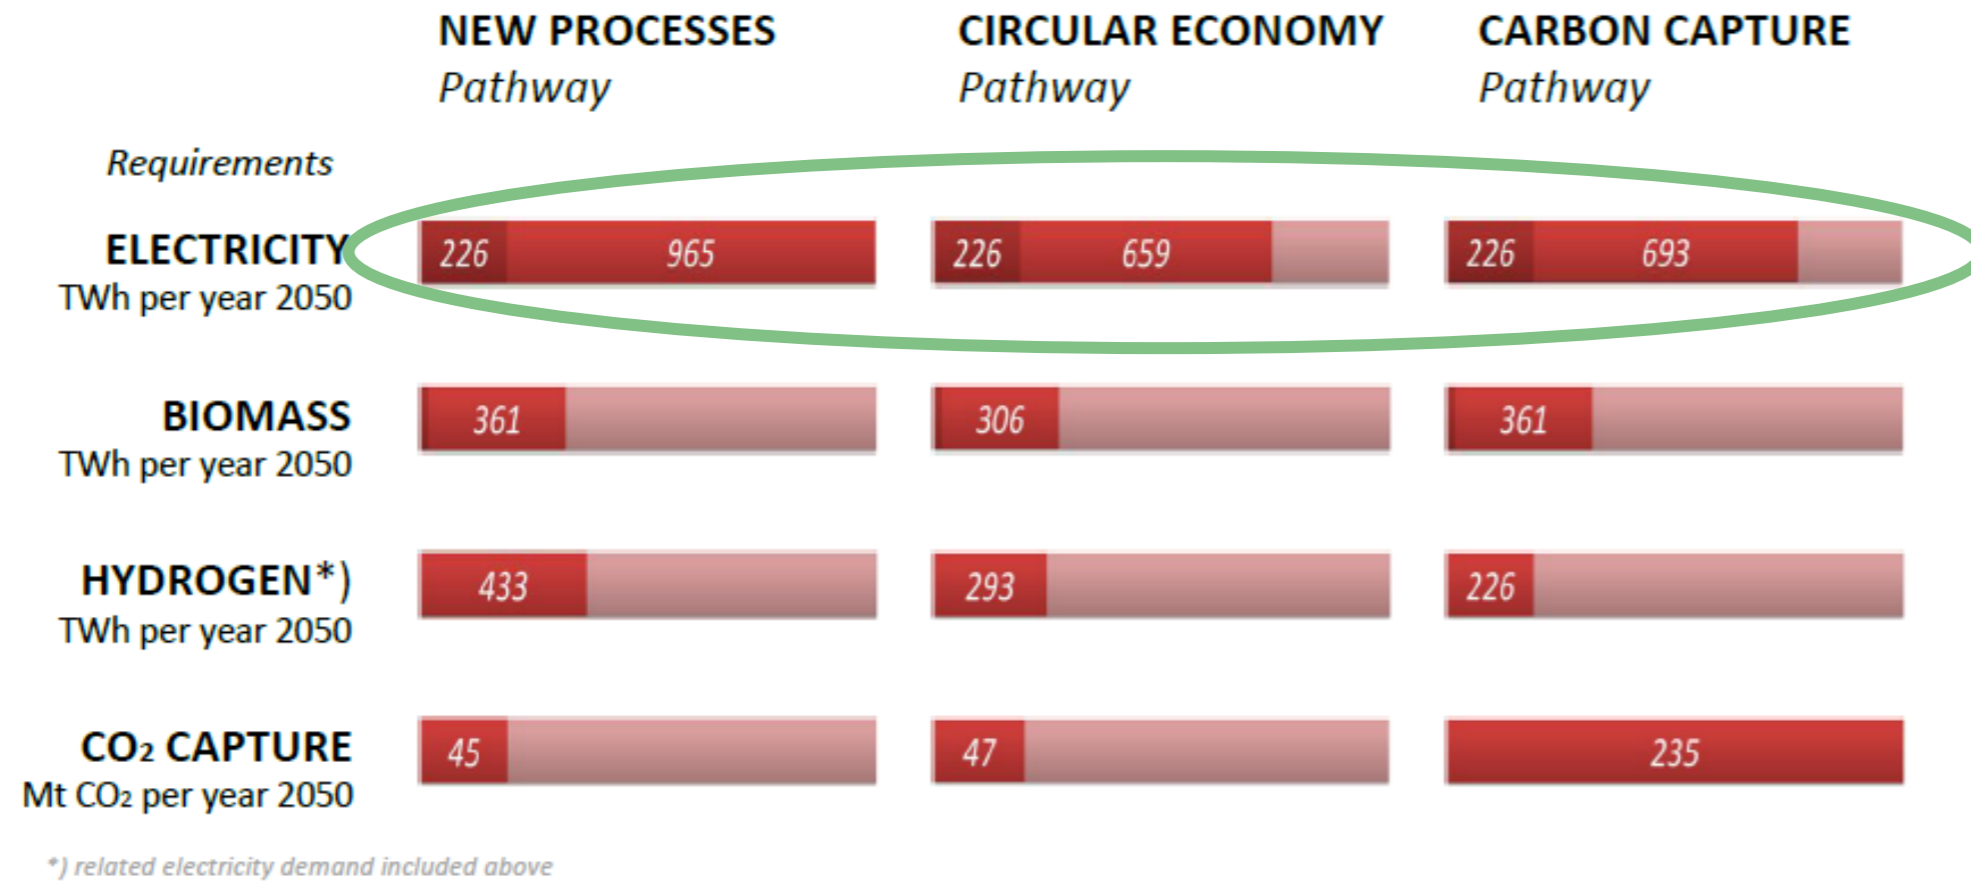 NEW PROCESSES CIRCULAR ECONOMY CARBON CAPTURE
Pathway Pathway Pathway
Requirements
ELECTRICITY 226 965 226 659 226 693
TWh per year 2050
BIOMASS 361 306 361
TWh per year 2050
HYDROGEN*) 433 293 226
TWh per year 2050
CO₂ CAPTURE 45 47 235
Mt CO₂ per year 2050
*) related electricity demand included above